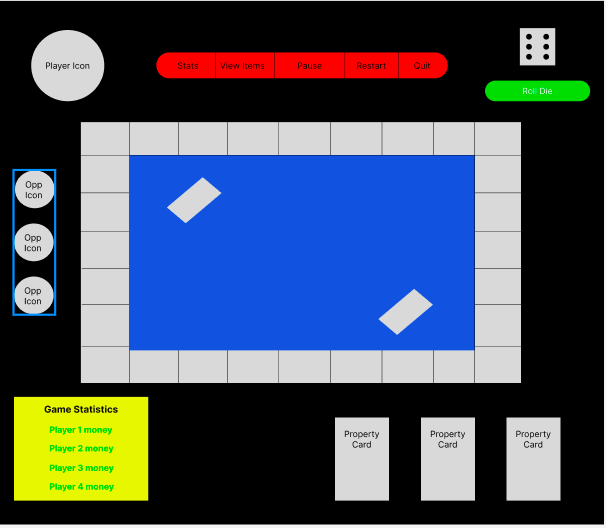 Player Icon
Stats
View Items
Pause
Restart
Quit
Roll Die
Opp
Icon
Opp
Icon
Opp
Icon
Game Statistics
Player 1 money
Player 2 money
Player 3 money
Player 4 money
Property
Card
Property
Card
Property
Card